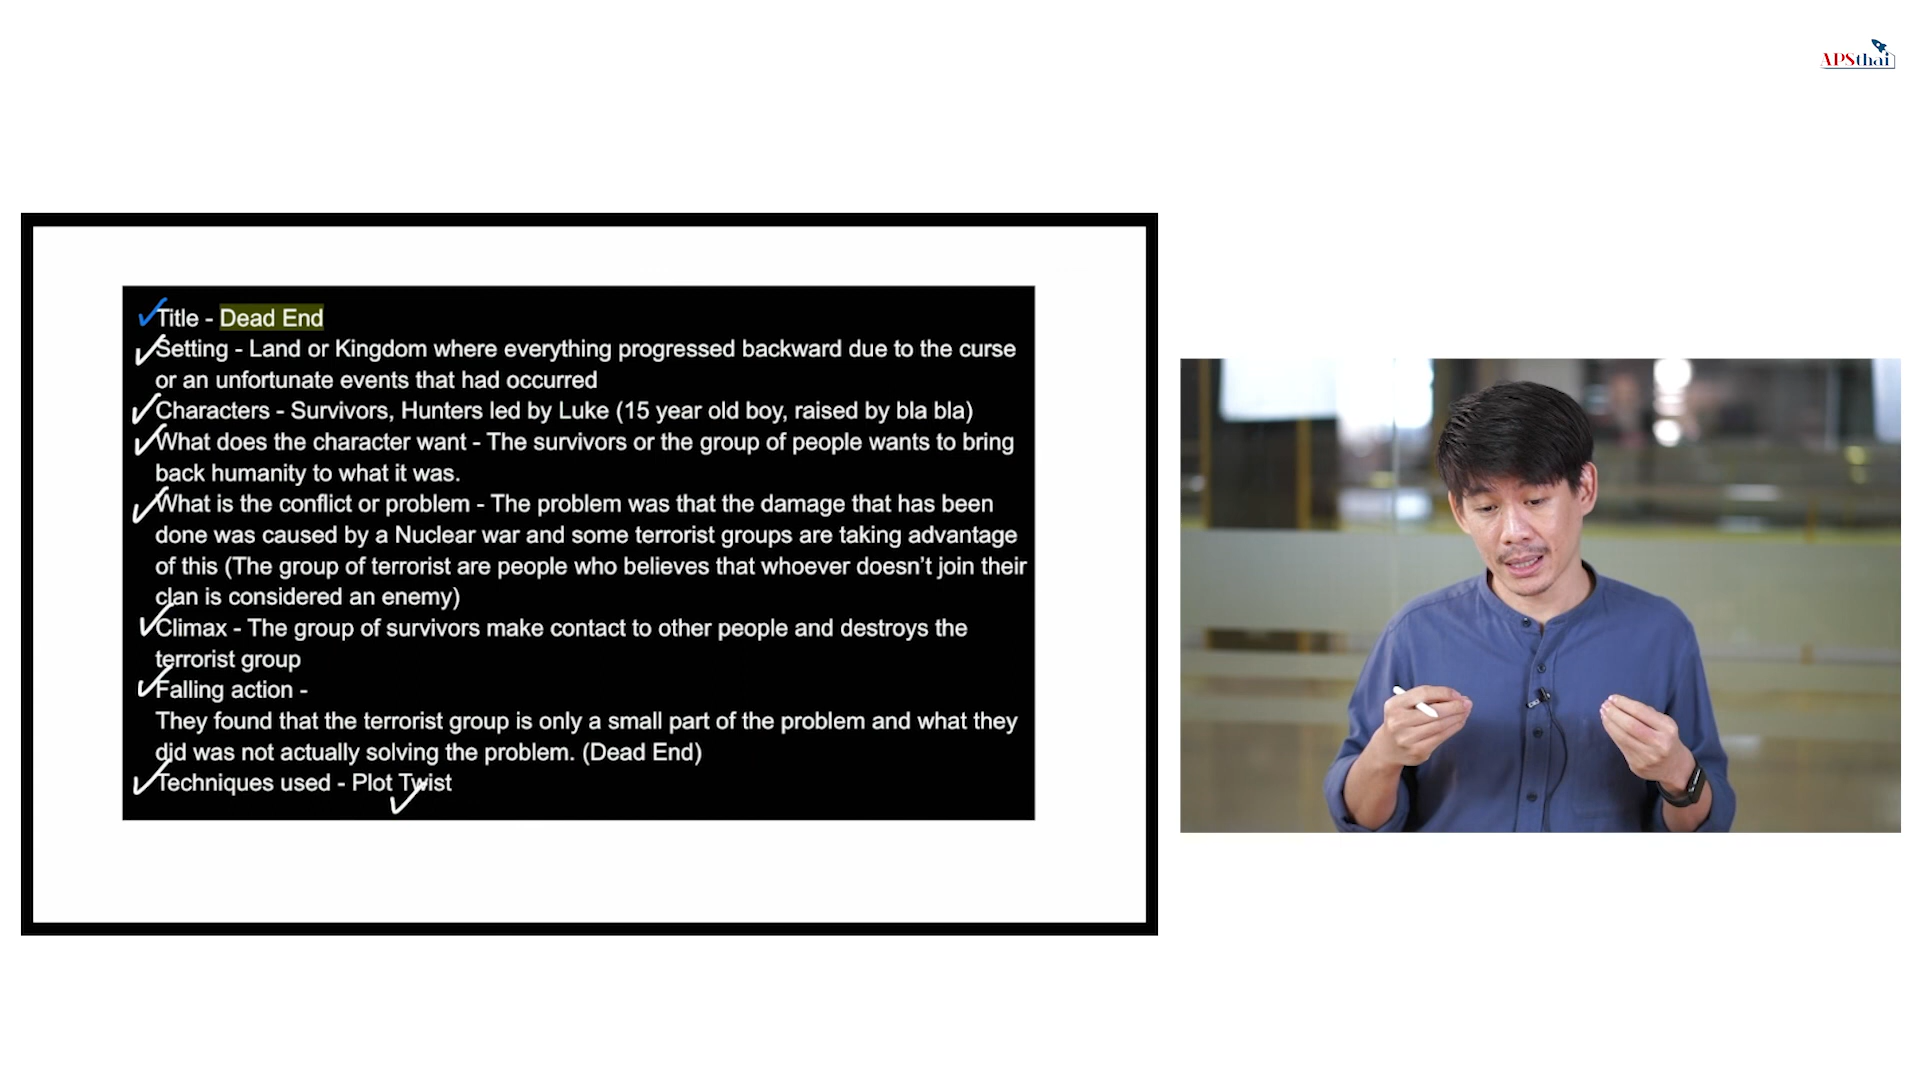 APSthai
Title - Dead End
Setting - Land or Kingdom where everything progressed backward due to the curse
or an unfortunate events that had occurred
Characters - Survivors, Hunters led by Luke (15 year old boy, raised by bla bla)
What does the character want - The survivors or the group of people wants to bring
back humanity to what it was.
What is the conflict or problem - The problem was that the damage that has been
done was caused by a Nuclear war and some terrorist groups are taking advantage
of this (The group of terrorist are people who believes that whoever doesn't join their
clan is considered an enemy)
Climax - The group of survivors make contact to other people and destroys the
terrorist group
Falling action -
They found that the terrorist group is only a small part of the problem and what they
did was not actually solving the problem. (Dead End)
Techniques used - Plot Twist